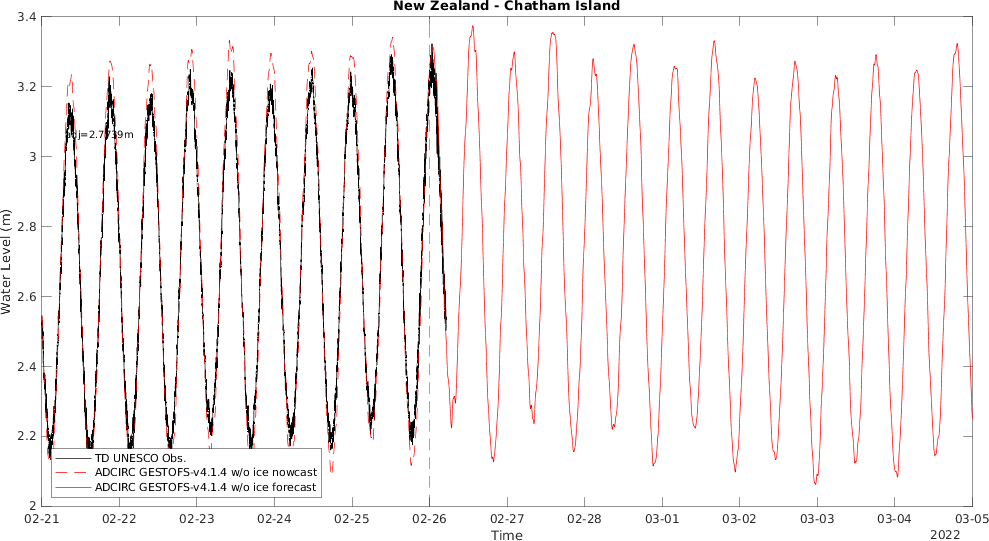 New Zealand - Chatham Island
3.4
3.2
3
2.8
2.6
2.4
2.2
2
Water Level (m)
adj=2.7739m
TD UNESCO Obs.
ADCIRC GESTOFS-v4.1.4 w/o ice nowcast
ADCIRC GESTOFS-v4.1.4 w/o ice forecast
02-21 02-22 02-23 02-24 02-25 02-26 02-27 02-28 03-01 03-02 03-03 03-04 03-05
Time
2022